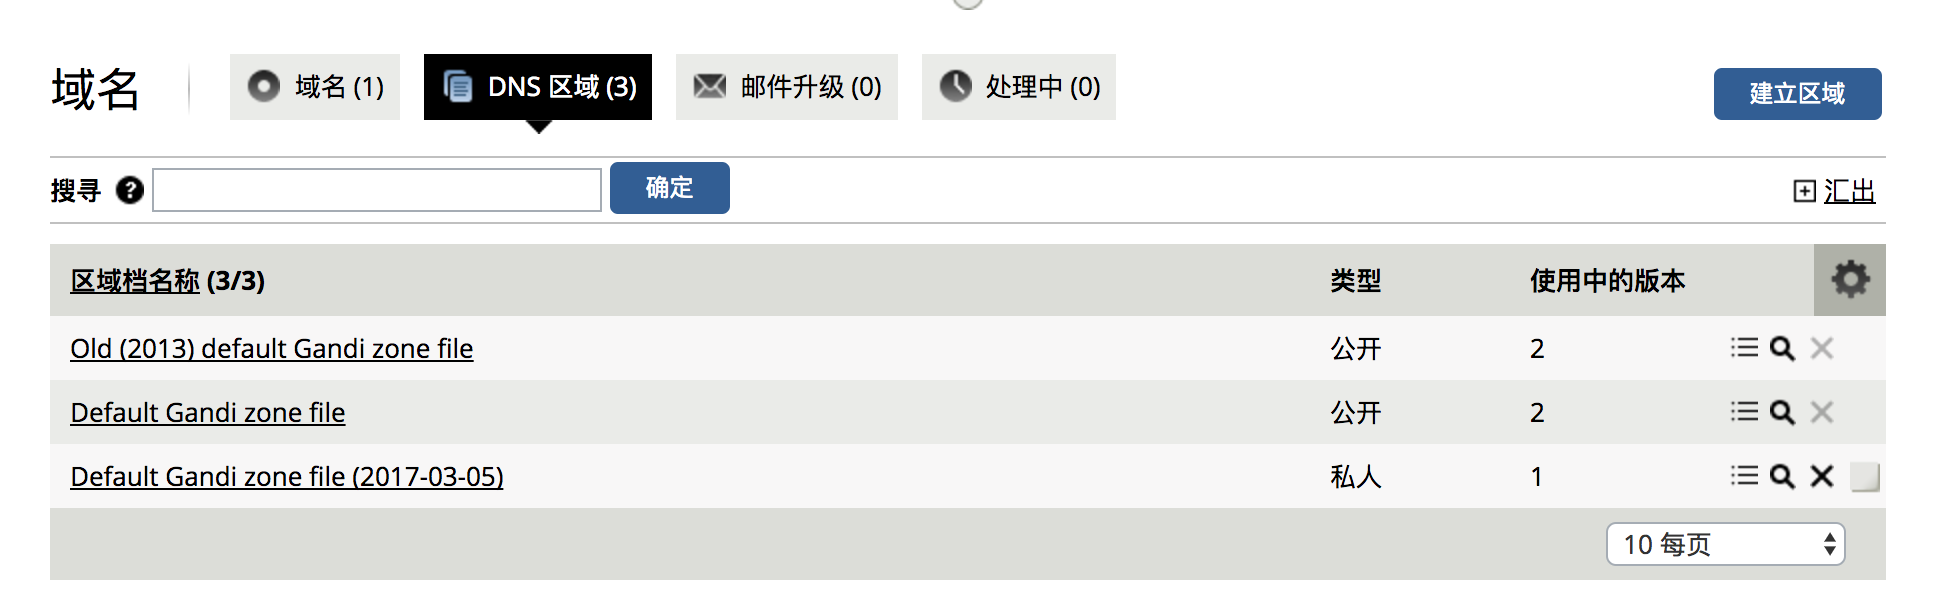 域名
域名 (1)
DNS 区域 (3)
邮件升级 (0)
处理中 (0)
建立区域
搜寻 ?
确定
汇出
区域档名称 (3/3) 类型 使用中的版本
Old (2013) default Gandi zone file 公开 2
Default Gandi zone file 公开 2
Default Gandi zone file (2017-03-05) 私人 1
10 每页